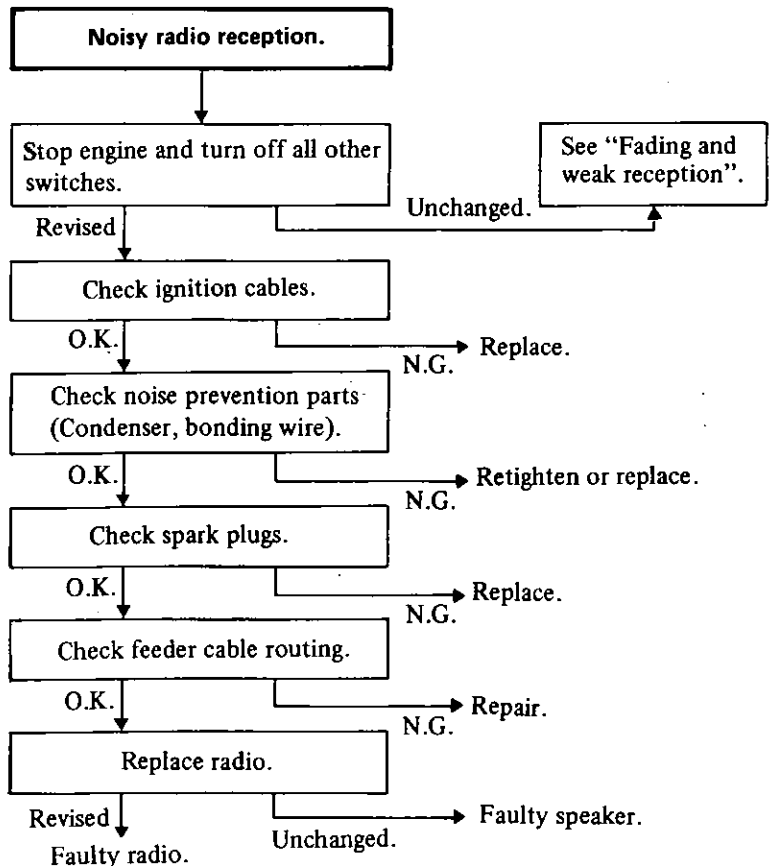 Noisy radio reception.
Stop engine and turn off all other
switches.
See “Fading and
weak reception”.
Unchanged.
Revised
Check ignition cables.
O.K.
N.G.
Replace.
Check noise prevention parts
(Condenser, bonding wire).
O.K.
N.G.
Retighten or replace.
Check spark plugs.
O.K.
N.G.
Replace.
Check feeder cable routing.
O.K.
N.G.
Repair.
Replace radio.
Revised
Unchanged.
Faulty speaker.
Faulty radio.